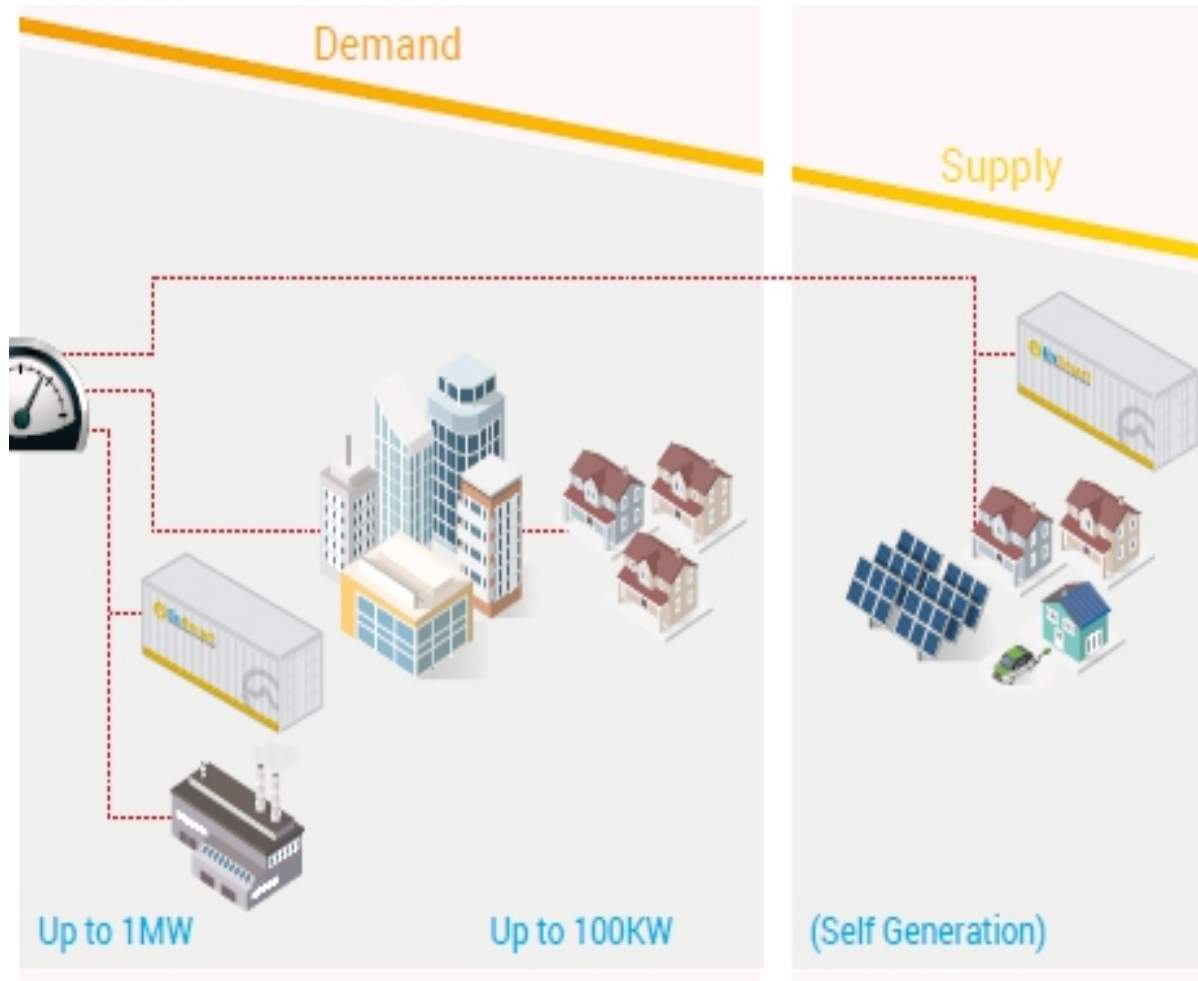 Demand
Supply
Up to 1MW
Up to 100KW
(Self Generation)